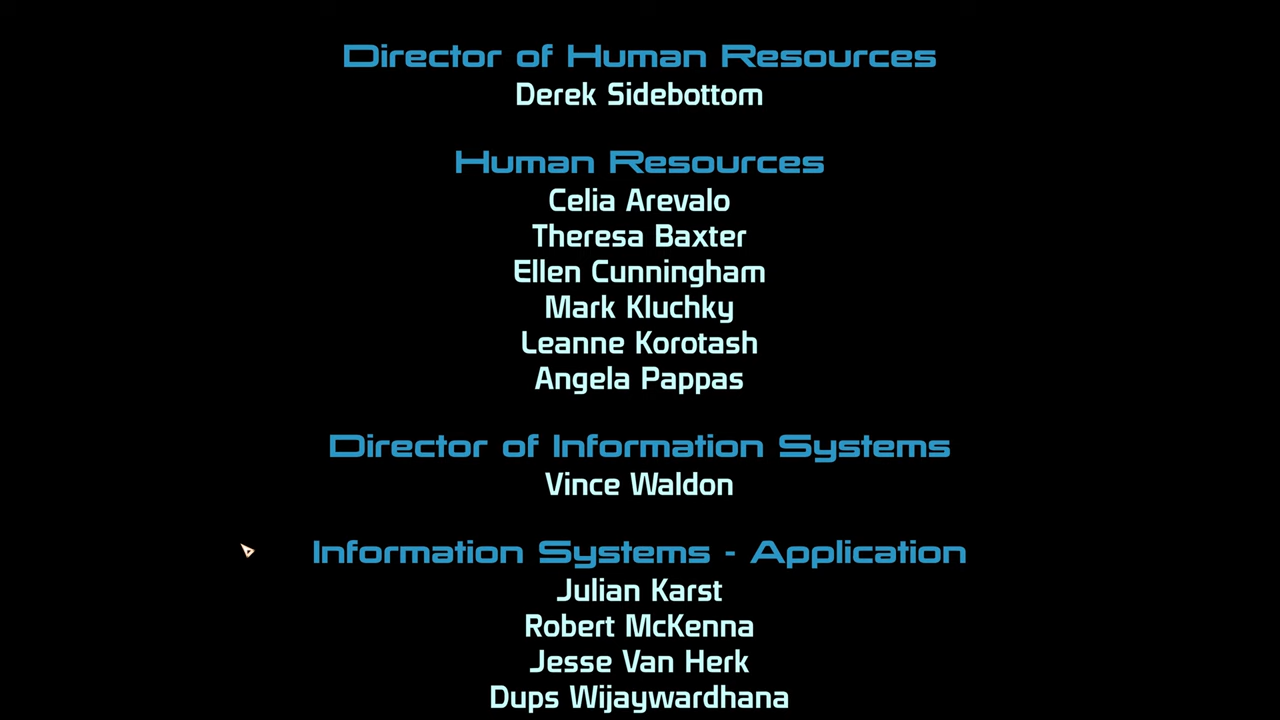 Director of Human Resources
Derek Sidebottom
Human Resources
Celia Arevalo
Theresa Baxter
Ellen Cunningham
Mark Kluchky
Leanne Korotash
Angela Pappas
Director of Information Systems
Vince Waldon
Information Systems - Application
Julian Karst
Robert McKenna
Jesse Van Herk
Dups Wijaywardhana